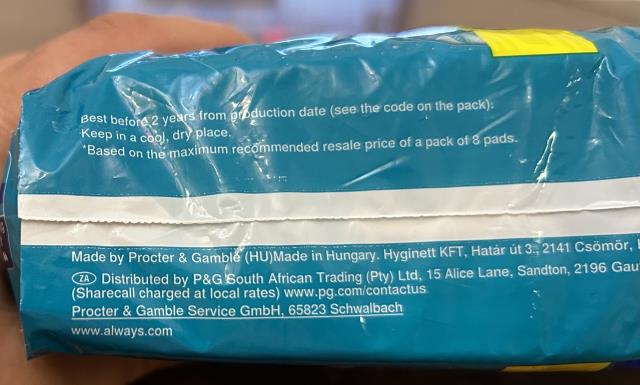 Best before 2 years from production date (see the code on the pack).
Keep in a cool, dry place.
*Based on the maximum recommended resale price of a pack of 8 pads.
Made by Procter & Gamble (HU)Made in Hungary. Hyginett KFT, Határ út 3., 2141 Csömör,
ZA Distributed by P&G South African Trading (Pty) Ltd, 15 Alice Lane, Sandton, 2196 Gau
(Sharecall charged at local rates) www.pg.com/contactus
Procter & Gamble Service GmbH, 65823 Schwalbach
www.always.com